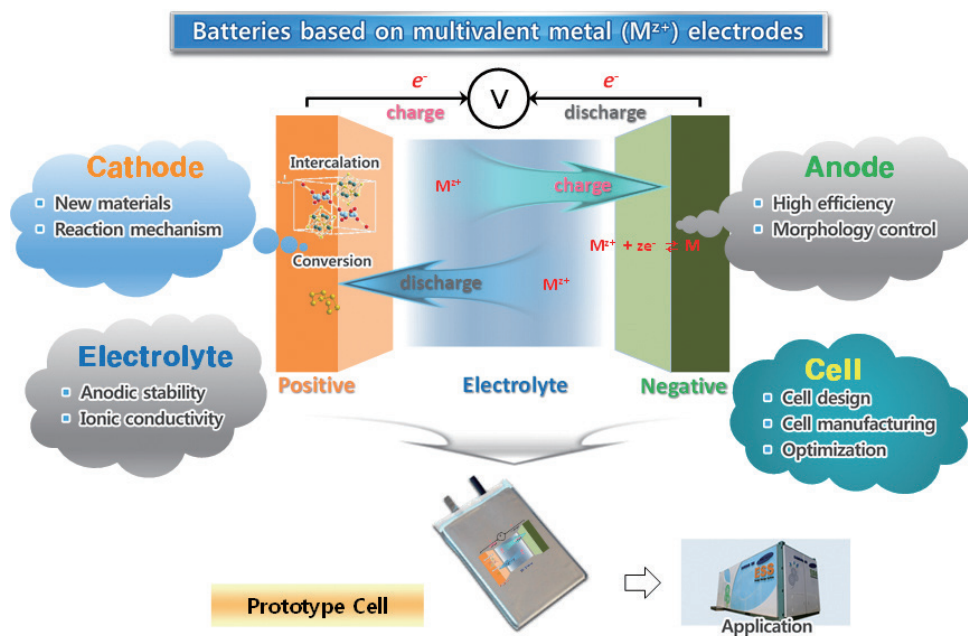 Batteries based on multivalent metal (Mᶻ⁺) electrodes
e⁻
e⁻
V
charge
discharge
Cathode
New materials
Reaction mechanism
Intercalation
Conversion
Mᶻ⁺
charge
Mᶻ⁺ + ze⁻ ⇄ M
discharge
Mᶻ⁺
Anode
High efficiency
Morphology control
Electrolyte
Anodic stability
Ionic conductivity
Positive
Electrolyte
Negative
Cell
Cell design
Cell manufacturing
Optimization
Prototype Cell
ESS
Application